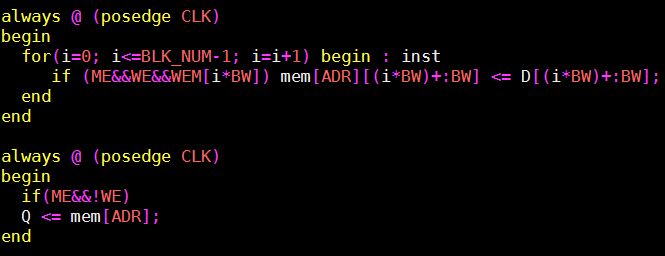 always @ (posedge CLK)
begin
  for(i=0; i<=BLK_NUM-1; i=i+1) begin : inst
     if (ME&&WE&&WEM[i*BW]) mem[ADR][(i*BW)+:BW] <= D[(i*BW)+:BW];
  end
end

always @ (posedge CLK)
begin
  if(ME&&!WE)
  Q <= mem[ADR];
end